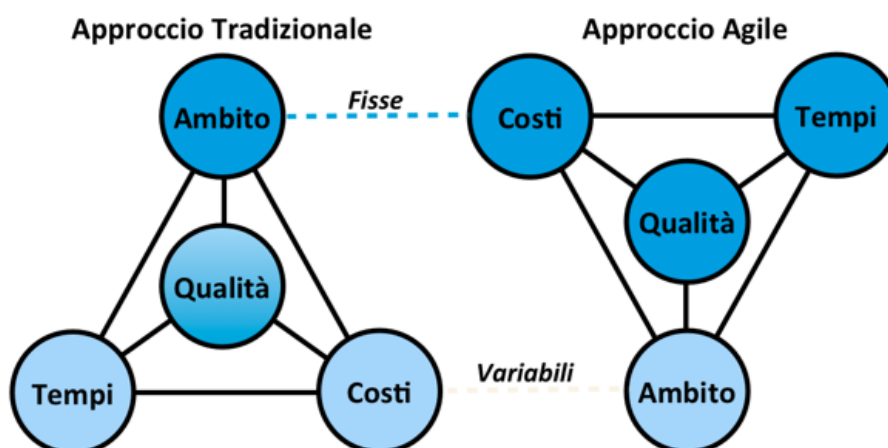 Approccio Tradizionale
Approccio Agile
Ambito
Fisse
Costi
Tempi
Qualità
Qualità
Tempi
Costi
Variabili
Ambito